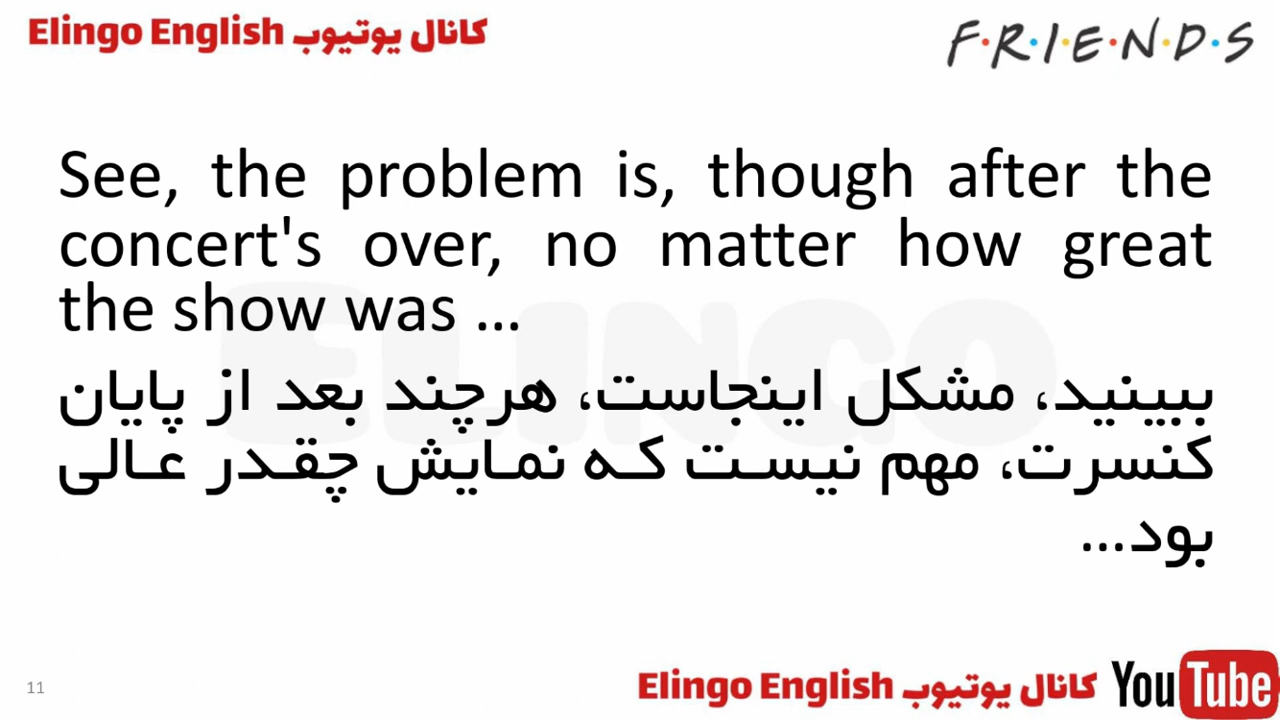 Elingo English کانال یوتیوب
F·R·I·E·N·D·S
See, the problem is, though after the
concert's over, no matter how great
the show was ...
ببینید، مشکل اینجاست، هرچند بعد از پایان
کنسرت، مهم نیست که نمایش چقدر عالی
بود...
ELINGO
11
Elingo English کانال یوتیوب YouTube